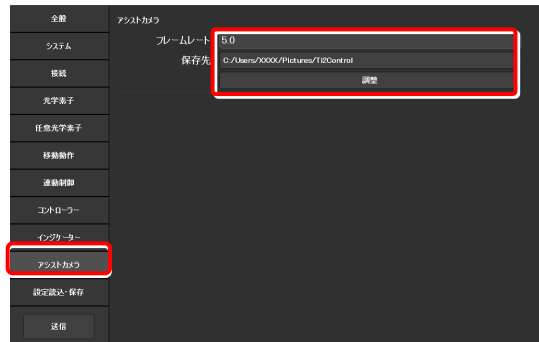 全般
システム
接続
光学素子
任意光学素子
移動動作
連動制御
コントローラー
インジケーター
アシストカメラ
設定読込・保存
送信
アシストカメラ
フレームレート 5.0
保存先 C:/Users/XXXX/Pictures/Ti2Control
調整